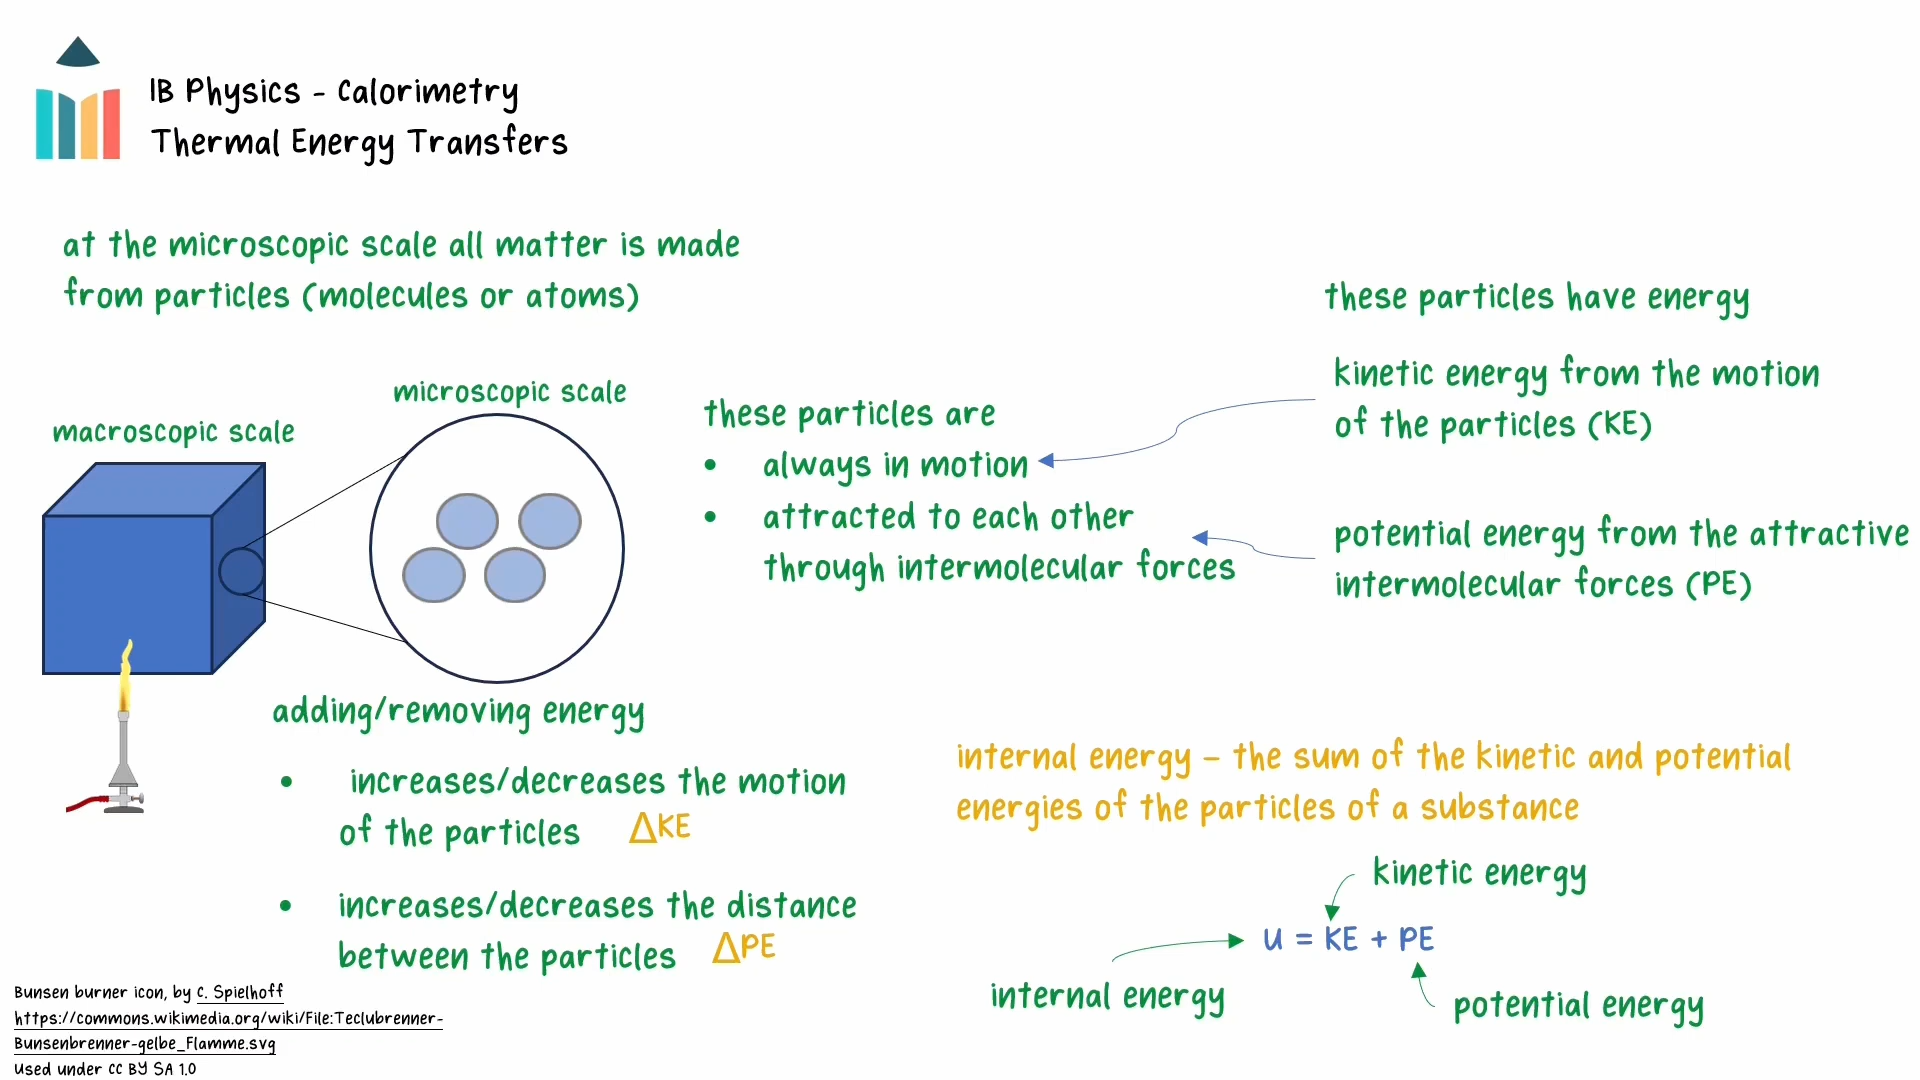 IB Physics - Calorimetry
Thermal Energy Transfers
at the microscopic scale all matter is made
from particles (molecules or atoms)
macroscopic scale
microscopic scale
these particles are
• always in motion
• attracted to each other
through intermolecular forces
these particles have energy
kinetic energy from the motion
of the particles (KE)
potential energy from the attractive
intermolecular forces (PE)
adding/removing energy
• increases/decreases the motion
of the particles ΔKE
• increases/decreases the distance
between the particles ΔPE
internal energy – the sum of the kinetic and potential
energies of the particles of a substance
kinetic energy
U = KE + PE
internal energy
potential energy
Bunsen burner icon, by C. Spielhoff
https://commons.wikimedia.org/wiki/File:Teclubrenner-
Bunsenbrenner-gelbe_Flamme.svg
Used under CC BY SA 1.0